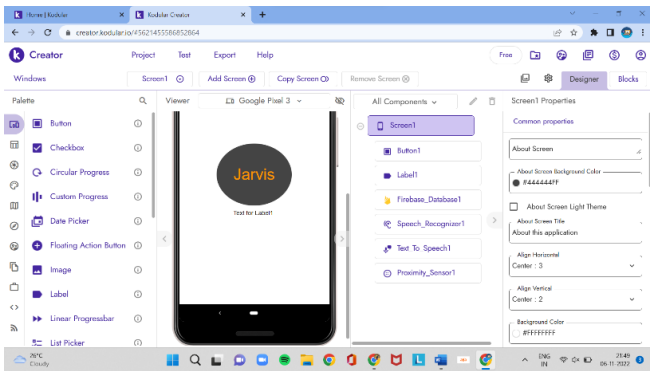 Home | Kodular
Kodular Creator
creator.kodular.io/#5621455586852864
Creator
Project Test Export Help
Free
Windows
Screen1
Add Screen
Copy Screen
Remove Screen
Designer
Blocks
Palette
Button
Checkbox
Circular Progress
Custom Progress
Date Picker
Floating Action Button
Image
Label
Linear Progressbar
List Picker
Viewer
Google Pixel 3
Jarvis
Text for Label1
All Components
Screen1
Button1
Label1
Firebase_Database1
Speech_Recognizer1
Text To Speech1
Proximity_Sensor1
Screen1 Properties
Common properties
About Screen
About Screen Background Color
#444444FF
About Screen Light Theme
About Screen Title
About this application
Align Horizontal
Center : 3
Align Vertical
Center : 2
Background Color
#FFFFFFFF
Cloudy
ENG
IN
21:49
06-11-2022